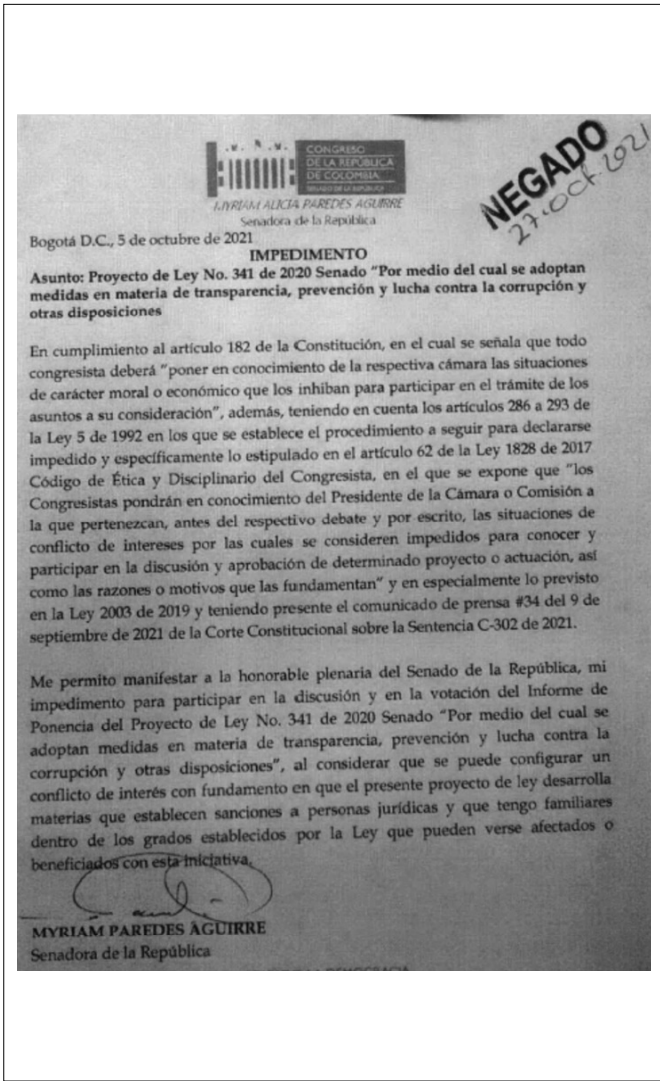 CONGRESO
DE LA REPÚBLICA
DE COLOMBIA
SENADO DE LA REPÚBLICA
MYRIAM ALICIA PAREDES AGUIRRE
Senadora de la República
NEGADO
27·Oct 2021
Bogotá D.C., 5 de octubre de 2021
IMPEDIMENTO
Asunto: Proyecto de Ley No. 341 de 2020 Senado "Por medio del cual se adoptan
medidas en materia de transparencia, prevención y lucha contra la corrupción y
otras disposiciones
En cumplimiento al artículo 182 de la Constitución, en el cual se señala que todo
congresista deberá "poner en conocimiento de la respectiva cámara las situaciones
de carácter moral o económico que los inhiban para participar en el trámite de los
asuntos a su consideración", además, teniendo en cuenta los artículos 286 a 293 de
la Ley 5 de 1992 en los que se establece el procedimiento a seguir para declararse
impedido y específicamente lo estipulado en el artículo 62 de la Ley 1828 de 2017
Código de Ética y Disciplinario del Congresista, en el que se expone que "los
Congresistas pondrán en conocimiento del Presidente de la Cámara o Comisión a
la que pertenezcan, antes del respectivo debate y por escrito, las situaciones de
conflicto de intereses por las cuales se consideren impedidos para conocer y
participar en la discusión y aprobación de determinado proyecto o actuación, así
como las razones o motivos que las fundamentan" y en especialmente lo previsto
en la Ley 2003 de 2019 y teniendo presente el comunicado de prensa #34 del 9 de
septiembre de 2021 de la Corte Constitucional sobre la Sentencia C-302 de 2021.
Me permito manifestar a la honorable plenaria del Senado de la República, mi
impedimento para participar en la discusión y en la votación del Informe de
Ponencia del Proyecto de Ley No. 341 de 2020 Senado "Por medio del cual se
adoptan medidas en materia de transparencia, prevención y lucha contra la
corrupción y otras disposiciones", al considerar que se puede configurar un
conflicto de interés con fundamento en que el presente proyecto de ley desarrolla
materias que establecen sanciones a personas jurídicas y que tengo familiares
dentro de los grados establecidos por la Ley que pueden verse afectados o
beneficiados con esta iniciativa.
MYRIAM PAREDES AGUIRRE
Senadora de la República